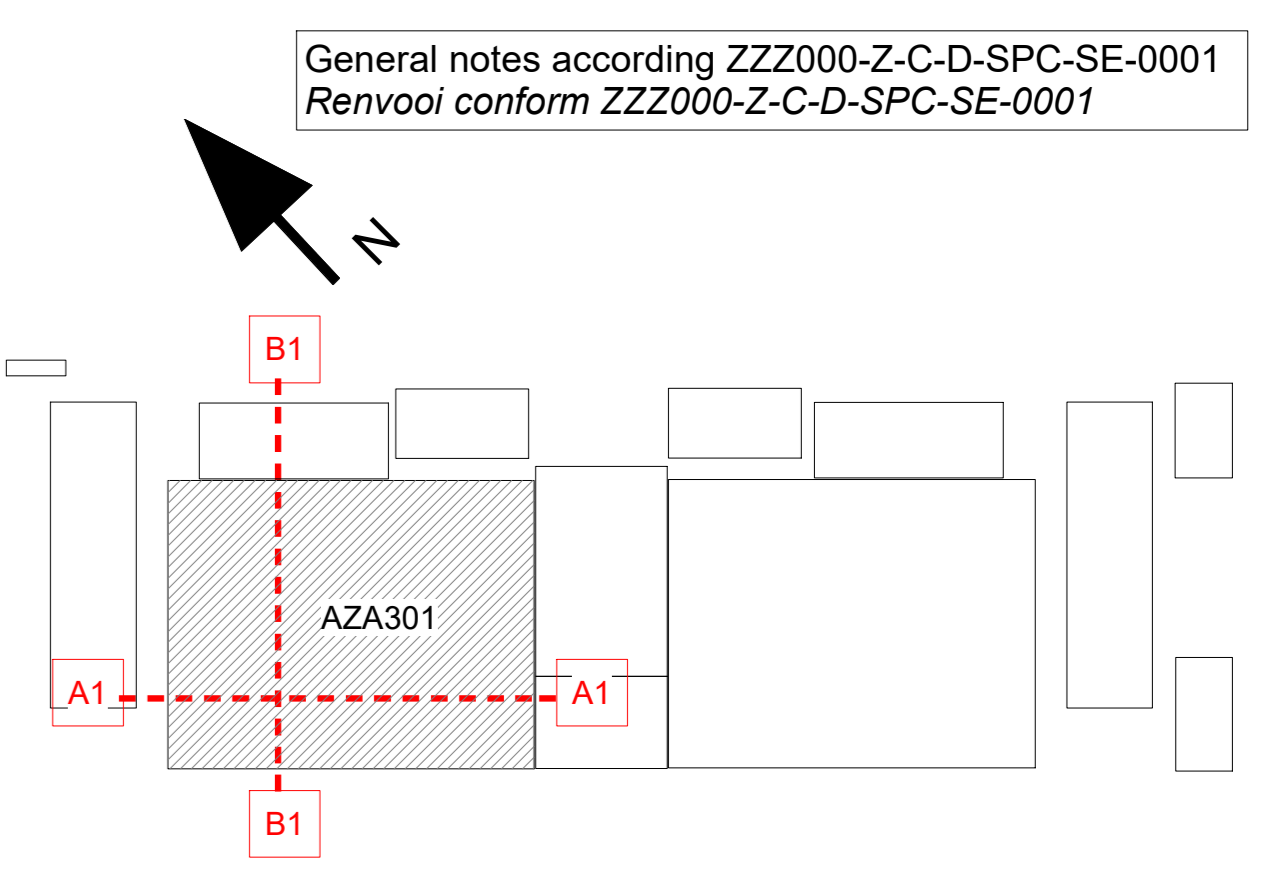 General notes according ZZZ000-Z-C-D-SPC-SE-0001
Renvooi conform ZZZ000-Z-C-D-SPC-SE-0001
N
B1
AZA301
A1
A1
B1